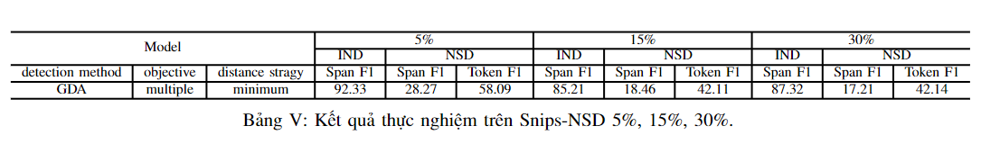 Model 5% 15% 30%
IND NSD IND NSD IND NSD
detection method objective distance stragy Span F1 Span F1 Token F1 Span F1 Span F1 Token F1 Span F1 Span F1 Token F1
GDA multiple minimum 92.33 28.27 58.09 85.21 18.46 42.11 87.32 17.21 42.14
Bảng V: Kết quả thực nghiệm trên Snips-NSD 5%, 15%, 30%.